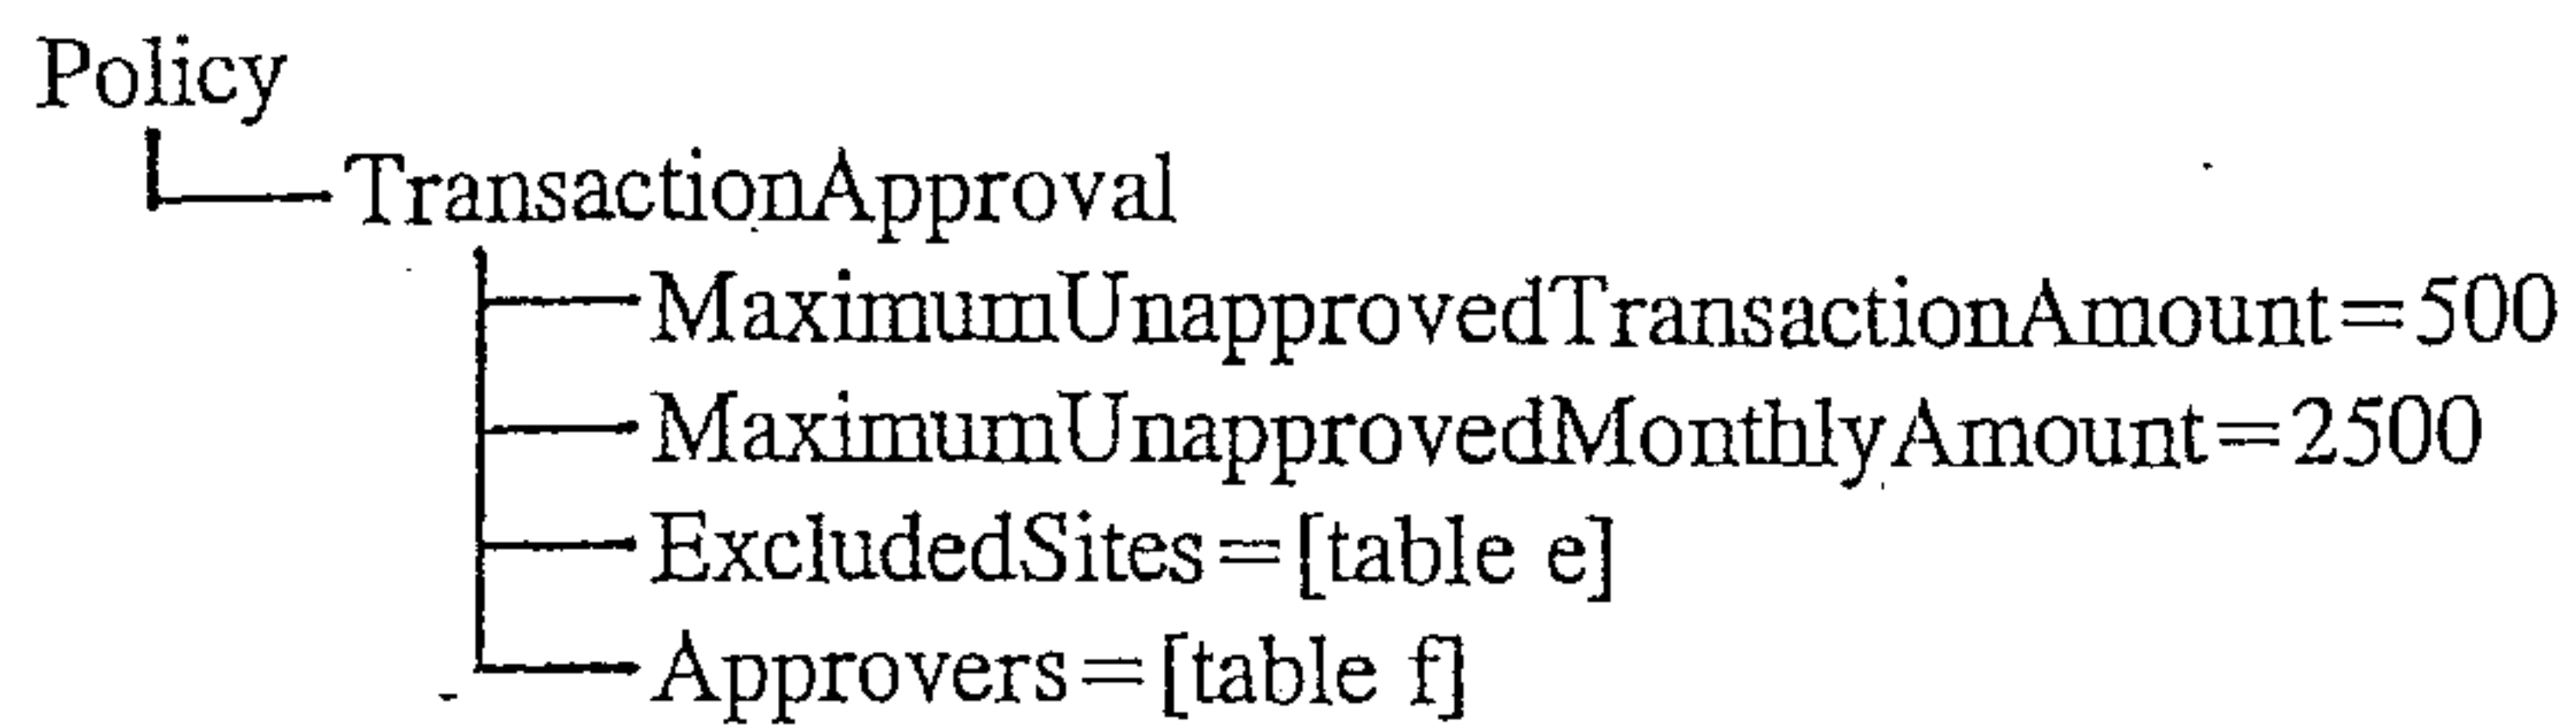 Policy
TransactionApproval
MaximumUnapprovedTransactionAmount=500
MaximumUnapprovedMonthlyAmount=2500
ExcludedSites=[table e]
Approvers=[table f]